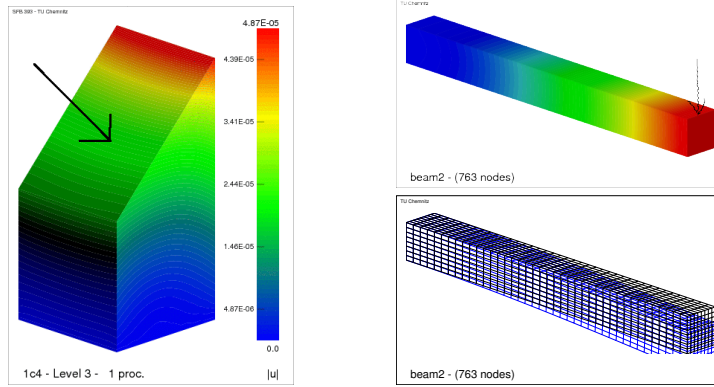 SFB 393 - TU Chemnitz
4.87E-05
4.39E-05
3.41E-05
2.44E-05
1.46E-05
4.87E-06
0.0
1c4 - Level 3 - 1 proc.
|u|
TU Chemnitz
beam2 - (763 nodes)
TU Chemnitz
beam2 - (763 nodes)